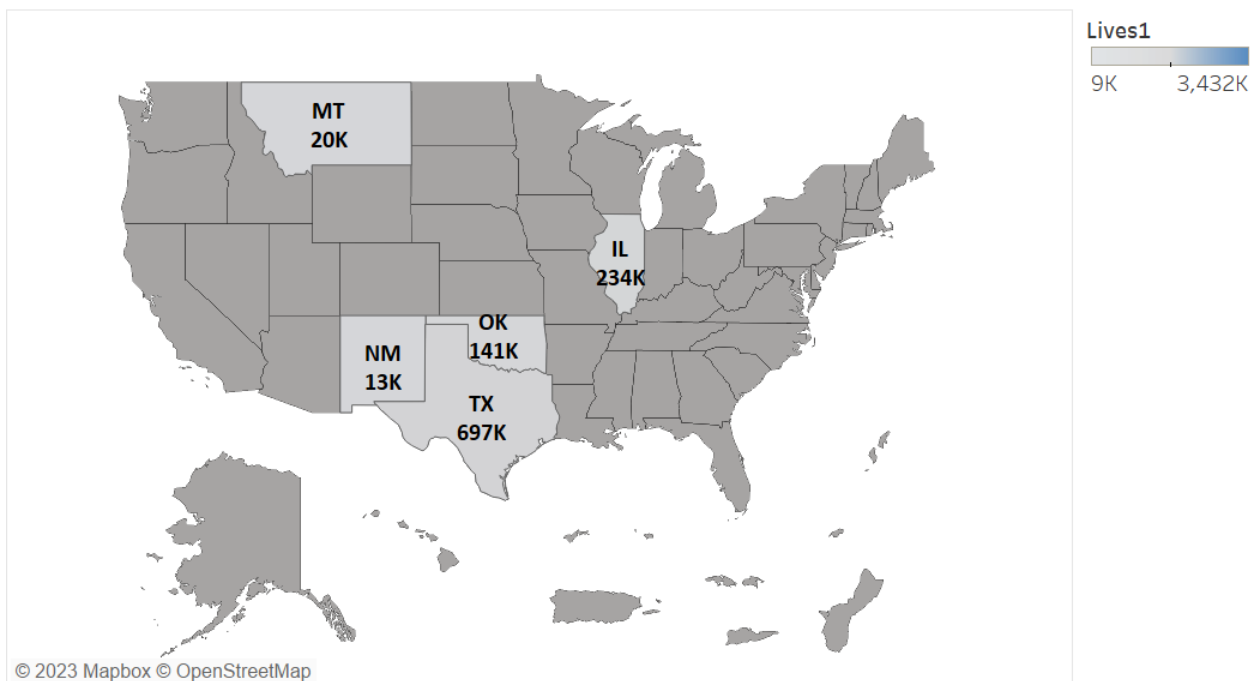 Lives1
9K 3,432K
MT
20K
IL
234K
OK
141K
NM
13K
TX
697K
© 2023 Mapbox © OpenStreetMap